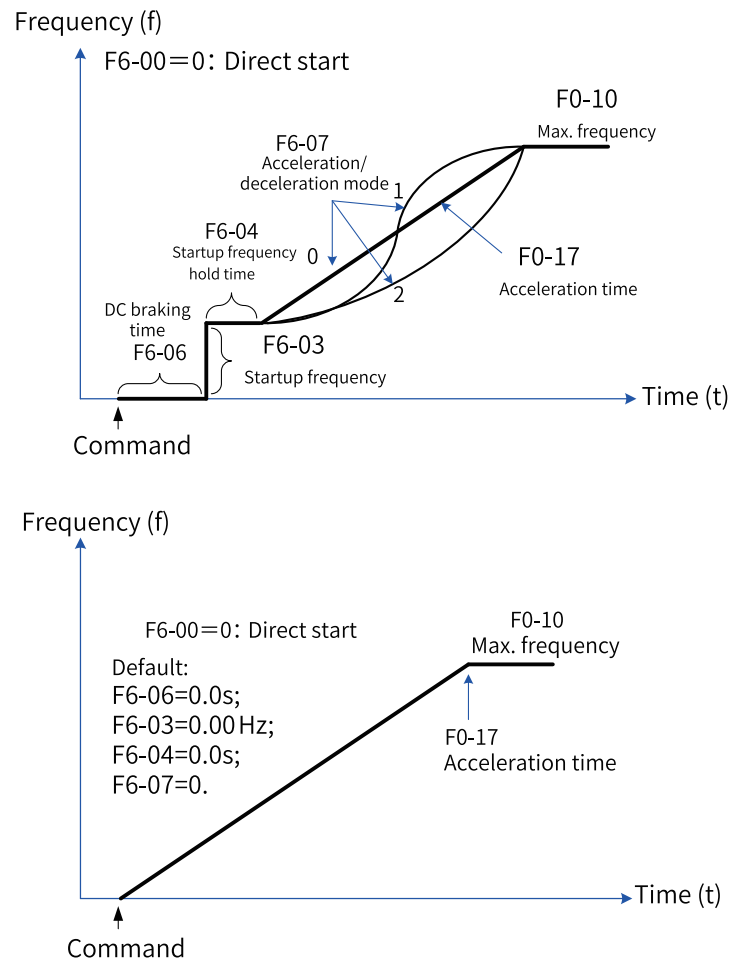 Frequency (f)
F6-00＝0：Direct start
F0-10
Max. frequency
F6-07
Acceleration/
deceleration mode
1
F6-04
Startup frequency
hold time
0
F0-17
Acceleration time
2
DC braking
time
F6-06
F6-03
Startup frequency
Time (t)
Command
Frequency (f)
F6-00＝0：Direct start
F0-10
Max. frequency
Default:
F6-06=0.0s;
F6-03=0.00Hz;
F6-04=0.0s;
F6-07=0.
F0-17
Acceleration time
Time (t)
Command